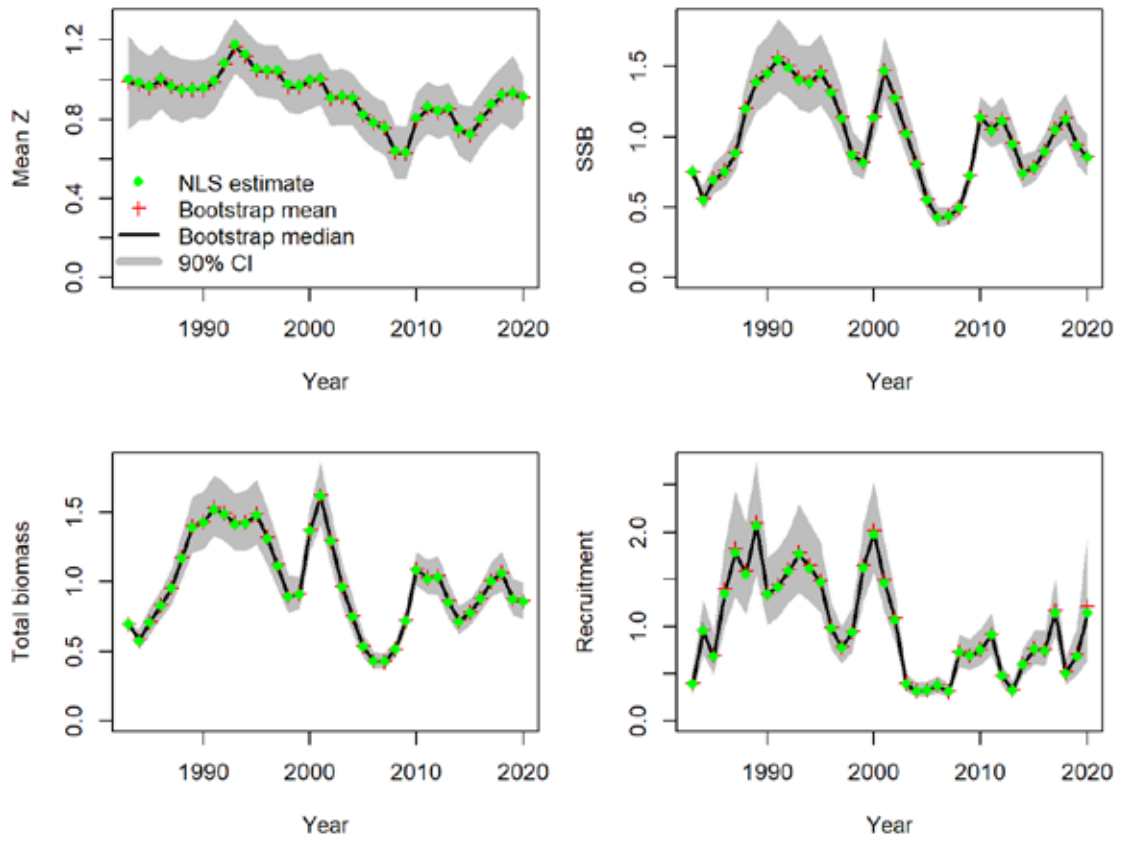 Mean Z
0.0 0.4 0.8 1.2
NLS estimate
Bootstrap mean
Bootstrap median
90% CI
1990 2000 2010 2020
Year
SSB
0.0 0.5 1.0 1.5
1990 2000 2010 2020
Year
Total biomass
0.0 0.5 1.0 1.5
1990 2000 2010 2020
Year
Recruitment
0.0 1.0 2.0
1990 2000 2010 2020
Year